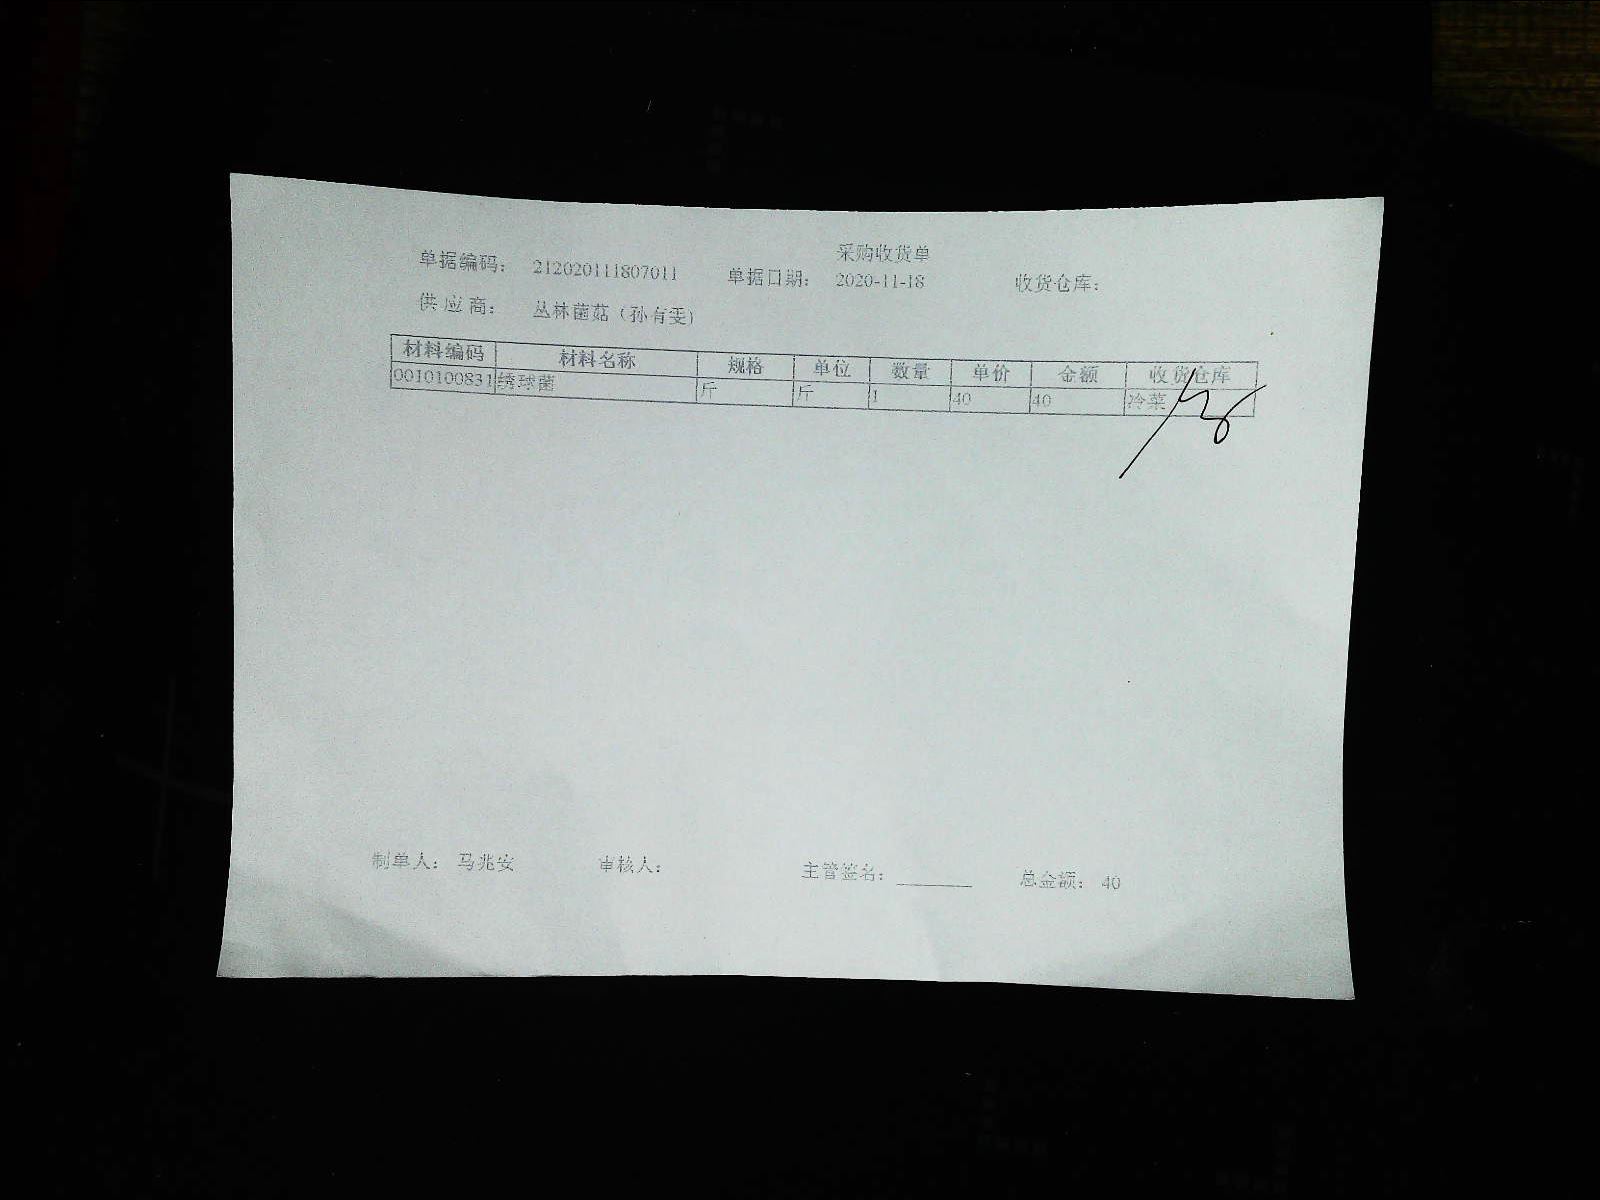 采购收货单
单据编码： 212020111807011 单据日期： 2020-11-18 收货仓库：
供 应 商： 丛林菌菇（孙有雯）
材料编码 材料名称 规格 单位 数量 单价 金额 收货仓库
0010100831 绣球菌 斤 斤 1 40 40 冷菜
制单人： 马兆安 审核人： 主管签名： ________ 总金额： 40